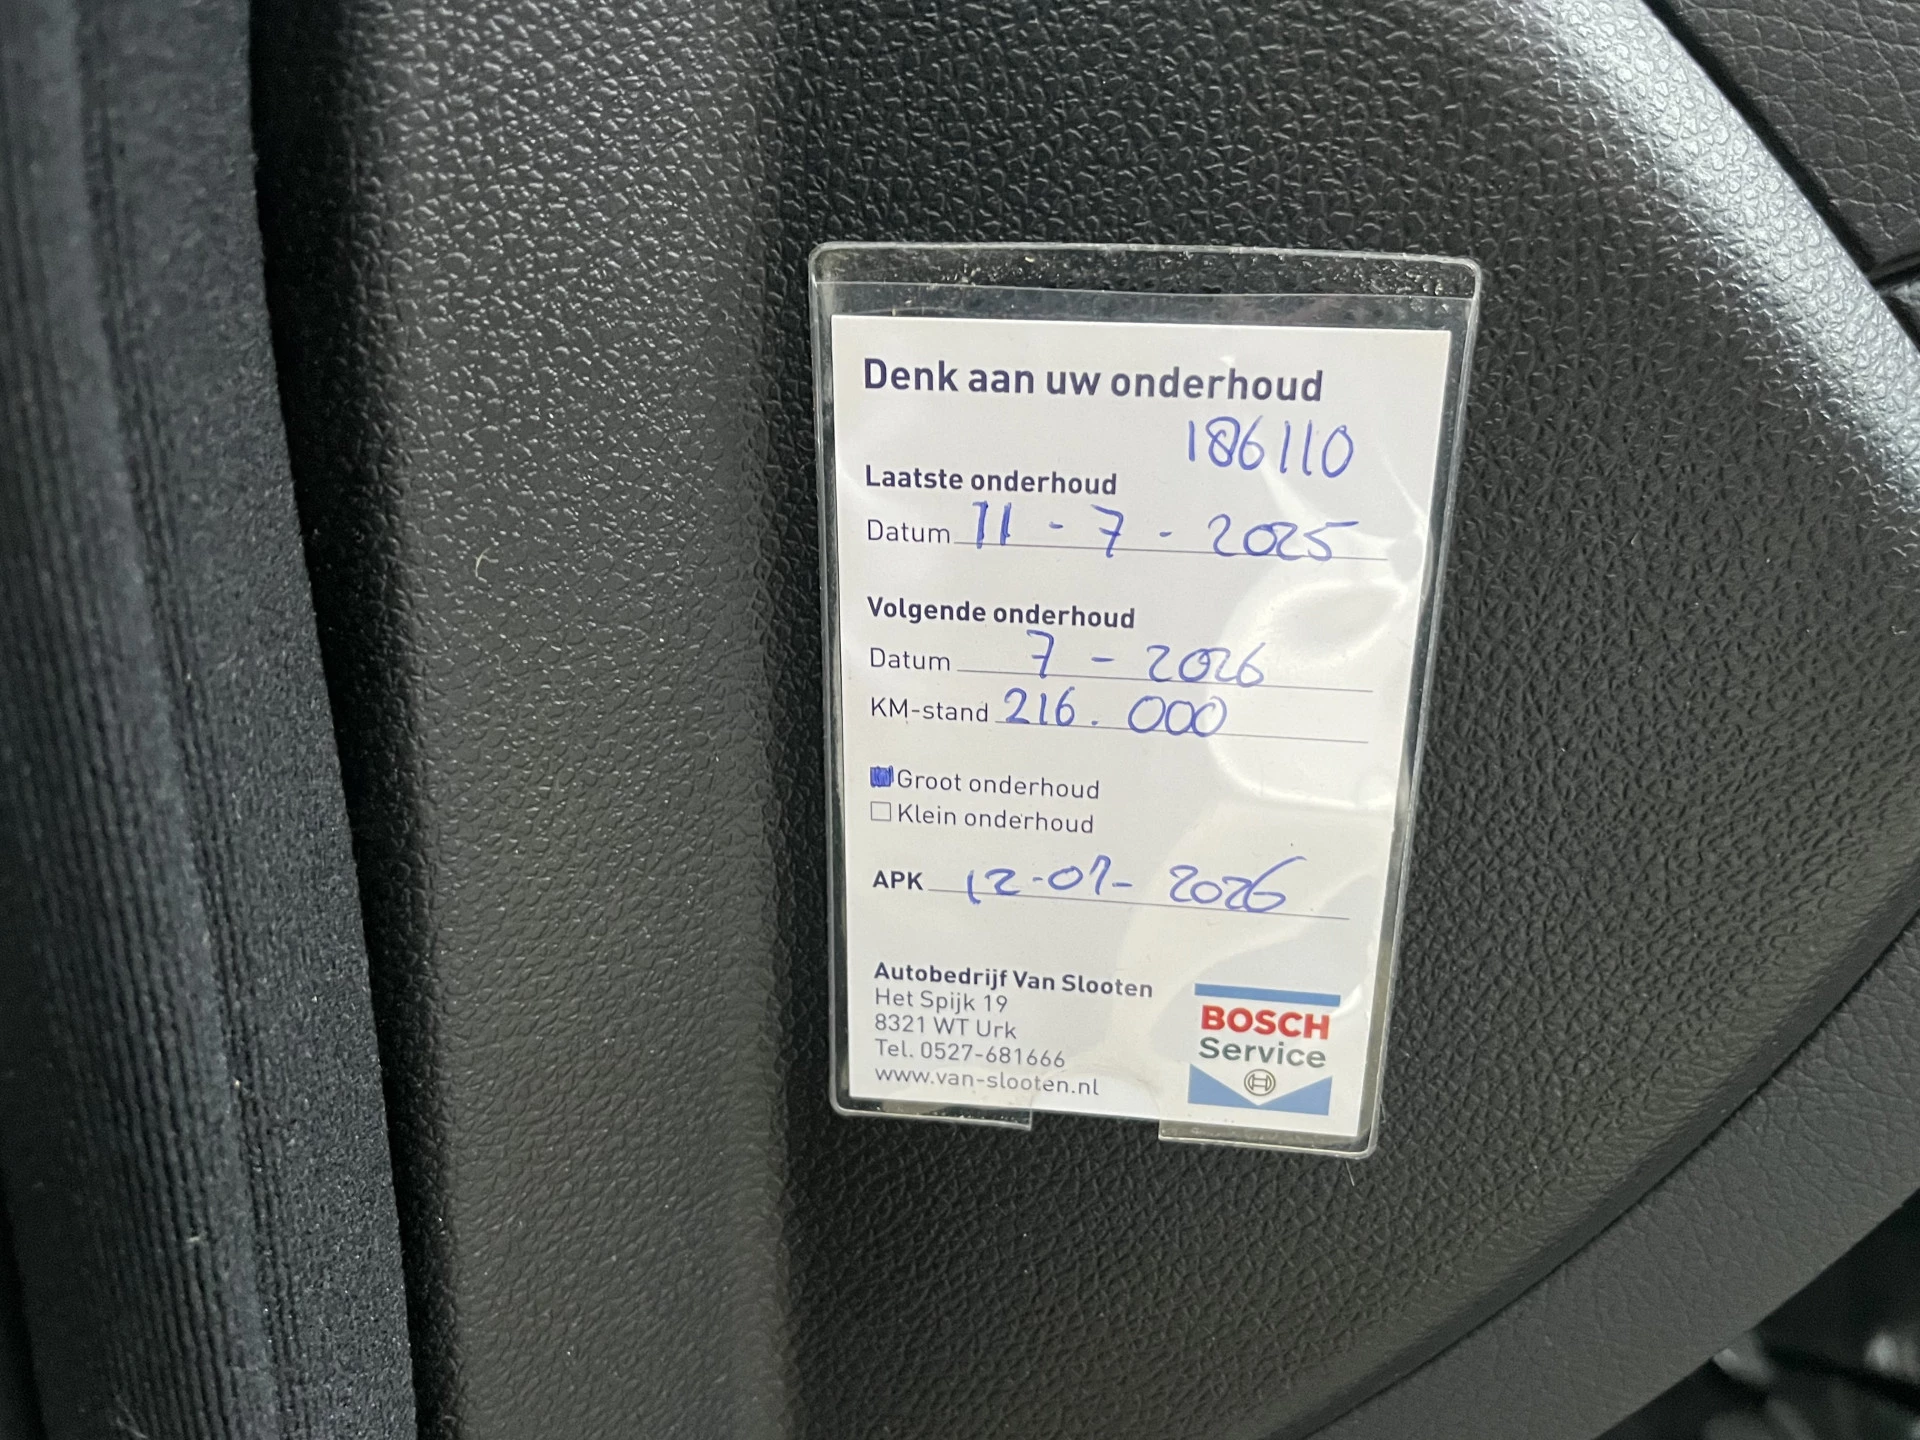 Denk aan uw onderhoud
186110
Laatste onderhoud
Datum 11 - 7 - 2025
Volgende onderhoud
Datum 7 - 2026
KM-stand 216.000
Groot onderhoud
Klein onderhoud
APK 12-07-2026
Autobedrijf Van Slooten
Het Spijk 19
8321 WT Urk
Tel. 0527-681666
www.van-slooten.nl
BOSCH
Service